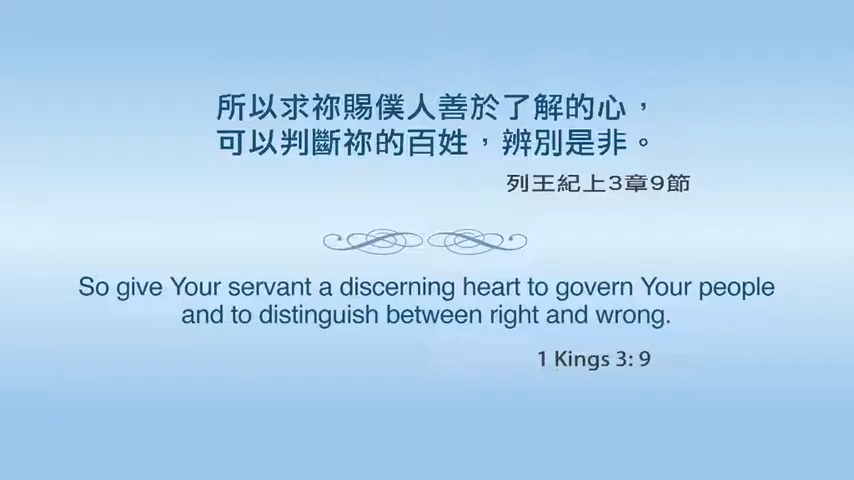 所以求祢賜僕人善於了解的心，
可以判斷祢的百姓，辨別是非。
列王紀上3章9節
So give Your servant a discerning heart to govern Your people
and to distinguish between right and wrong.
1 Kings 3: 9